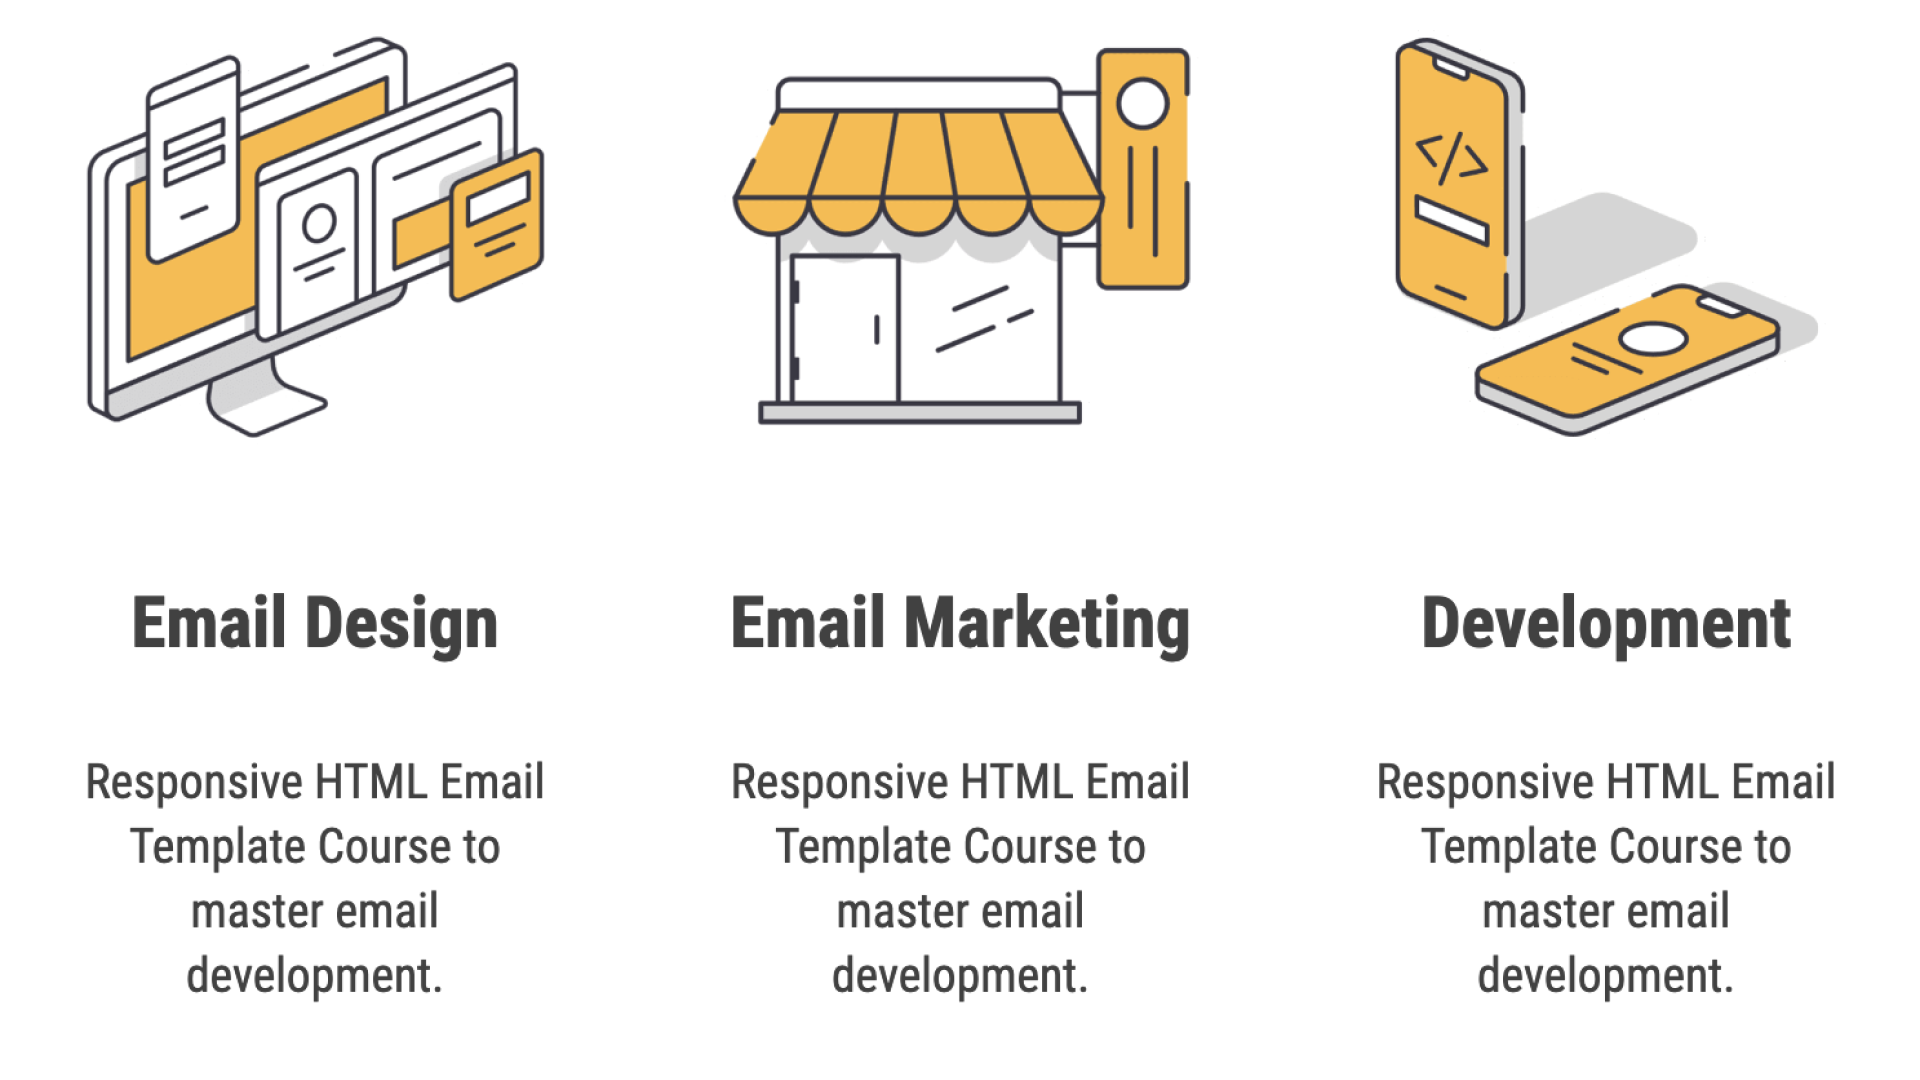 Email Design
Responsive HTML Email
Template Course to
master email
development.
Email Marketing
Responsive HTML Email
Template Course to
master email
development.
</>
Development
Responsive HTML Email
Template Course to
master email
development.